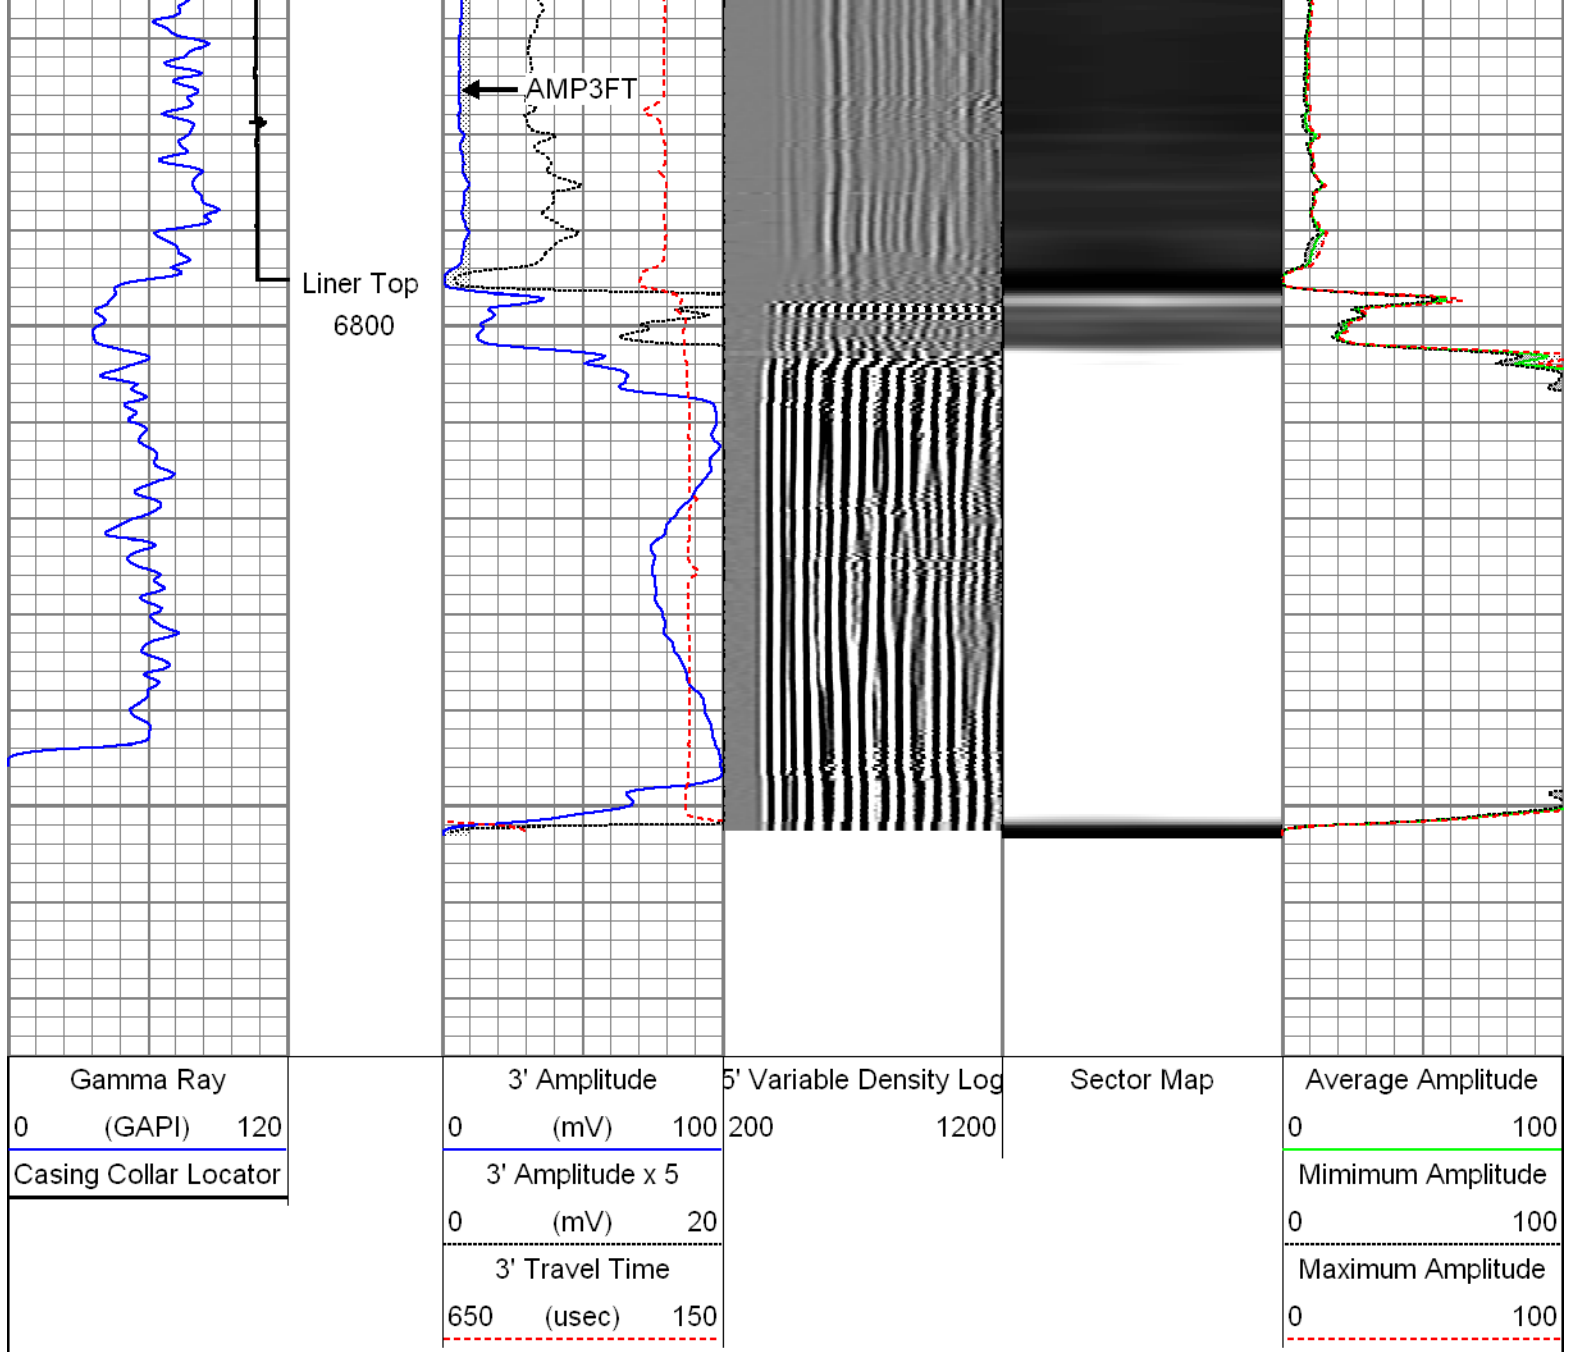 AMP3FT
Liner Top
6800
Gamma Ray
0 (GAPI) 120
Casing Collar Locator
3' Amplitude
0 (mV) 100
3' Amplitude x 5
0 (mV) 20
3' Travel Time
650 (usec) 150
5' Variable Density Log
200 1200
Sector Map
Average Amplitude
0 100
Mimimum Amplitude
0 100
Maximum Amplitude
0 100